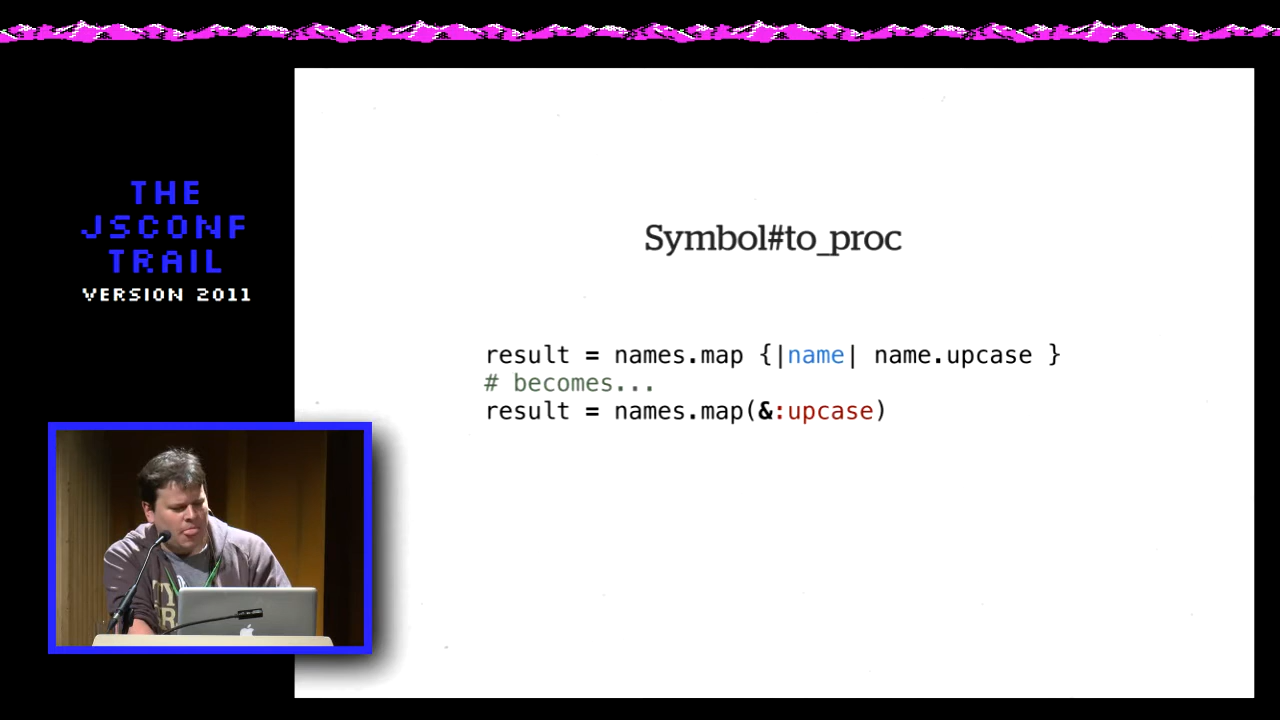 THE
JSCONF
TRAIL
VERSION 2011
Symbol#to_proc
result = names.map {|name| name.upcase }
# becomes...
result = names.map(&:upcase)